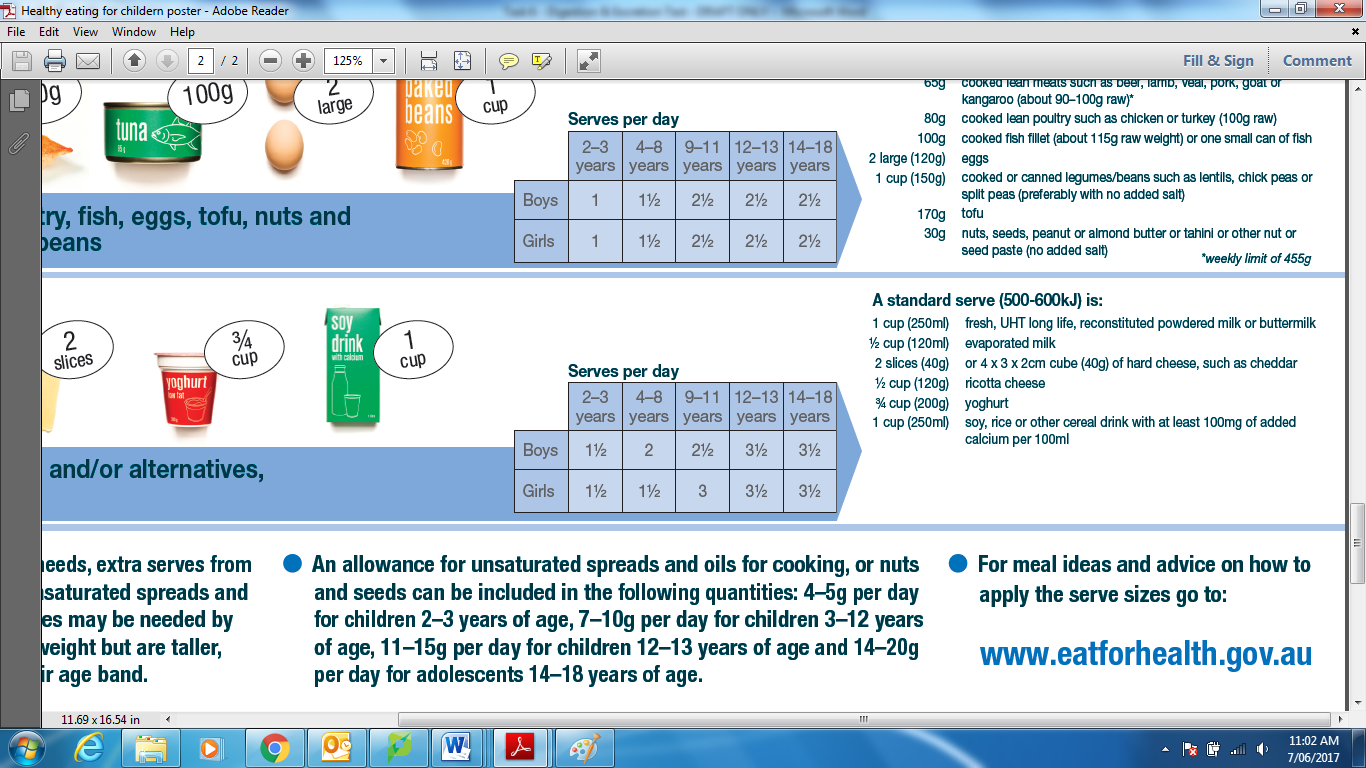 Healthy eating for childern poster - Adobe Reader
File Edit View Window Help
2 / 2 125% Fill & Sign Comment
0g
100g
2 large
1 cup
tuna
baked beans
65g cooked lean meats such as beef, lamb, veal, pork, goat or
kangaroo (about 90–100g raw)*
80g cooked lean poultry such as chicken or turkey (100g raw)
100g cooked fish fillet (about 115g raw weight) or one small can of fish
2 large (120g) eggs
1 cup (150g) cooked or canned legumes/beans such as lentils, chick peas or
split peas (preferably with no added salt)
170g tofu
30g nuts, seeds, peanut or almond butter or tahini or other nut or
seed paste (no added salt)
*weekly limit of 455g
Serves per day
2–3 years 4–8 years 9–11 years 12–13 years 14–18 years
Boys 1 1½ 2½ 2½ 2½
Girls 1 1½ 2½ 2½ 2½
try, fish, eggs, tofu, nuts and
beans
2 slices
¾ cup
1 cup
yoghurt
low fat
soy
drink
with calcium
Serves per day
2–3 years 4–8 years 9–11 years 12–13 years 14–18 years
Boys 1½ 2 2½ 3½ 3½
Girls 1½ 1½ 3 3½ 3½
and/or alternatives,
A standard serve (500-600kJ) is:
1 cup (250ml) fresh, UHT long life, reconstituted powdered milk or buttermilk
½ cup (120ml) evaporated milk
2 slices (40g) or 4 x 3 x 2cm cube (40g) of hard cheese, such as cheddar
½ cup (120g) ricotta cheese
¾ cup (200g) yoghurt
1 cup (250ml) soy, rice or other cereal drink with at least 100mg of added
calcium per 100ml
needs, extra serves from
nsaturated spreads and
es may be needed by
weight but are taller,
ir age band.
An allowance for unsaturated spreads and oils for cooking, or nuts
and seeds can be included in the following quantities: 4–5g per day
for children 2–3 years of age, 7–10g per day for children 3–12 years
of age, 11–15g per day for children 12–13 years of age and 14–20g
per day for adolescents 14–18 years of age.
For meal ideas and advice on how to
apply the serve sizes go to:
www.eatforhealth.gov.au
11.69 x 16.54 in
11:02 AM
7/06/2017